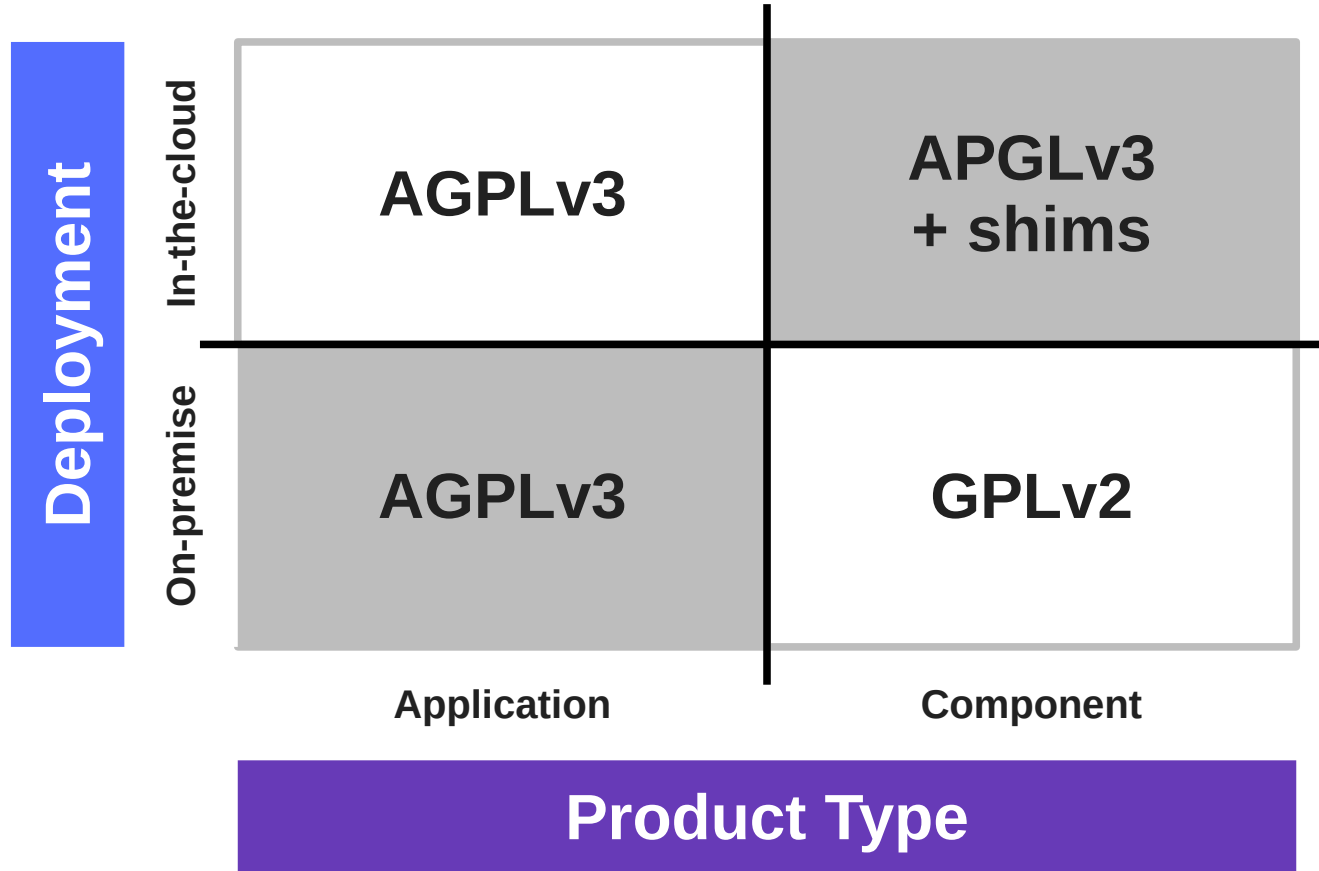 Deployment
In-the-cloud
AGPLv3
APGLv3
+ shims
On-premise
AGPLv3
GPLv2
Application
Component
Product Type